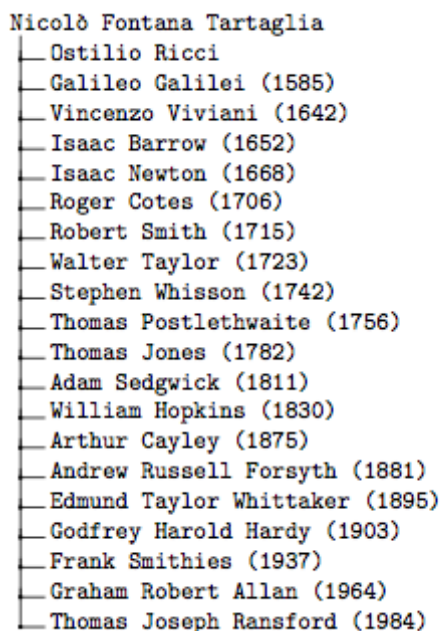 Nicolò Fontana Tartaglia
Ostilio Ricci
Galileo Galilei (1585)
Vincenzo Viviani (1642)
Isaac Barrow (1652)
Isaac Newton (1668)
Roger Cotes (1706)
Robert Smith (1715)
Walter Taylor (1723)
Stephen Whisson (1742)
Thomas Postlethwaite (1756)
Thomas Jones (1782)
Adam Sedgwick (1811)
William Hopkins (1830)
Arthur Cayley (1875)
Andrew Russell Forsyth (1881)
Edmund Taylor Whittaker (1895)
Godfrey Harold Hardy (1903)
Frank Smithies (1937)
Graham Robert Allan (1964)
Thomas Joseph Ransford (1984)